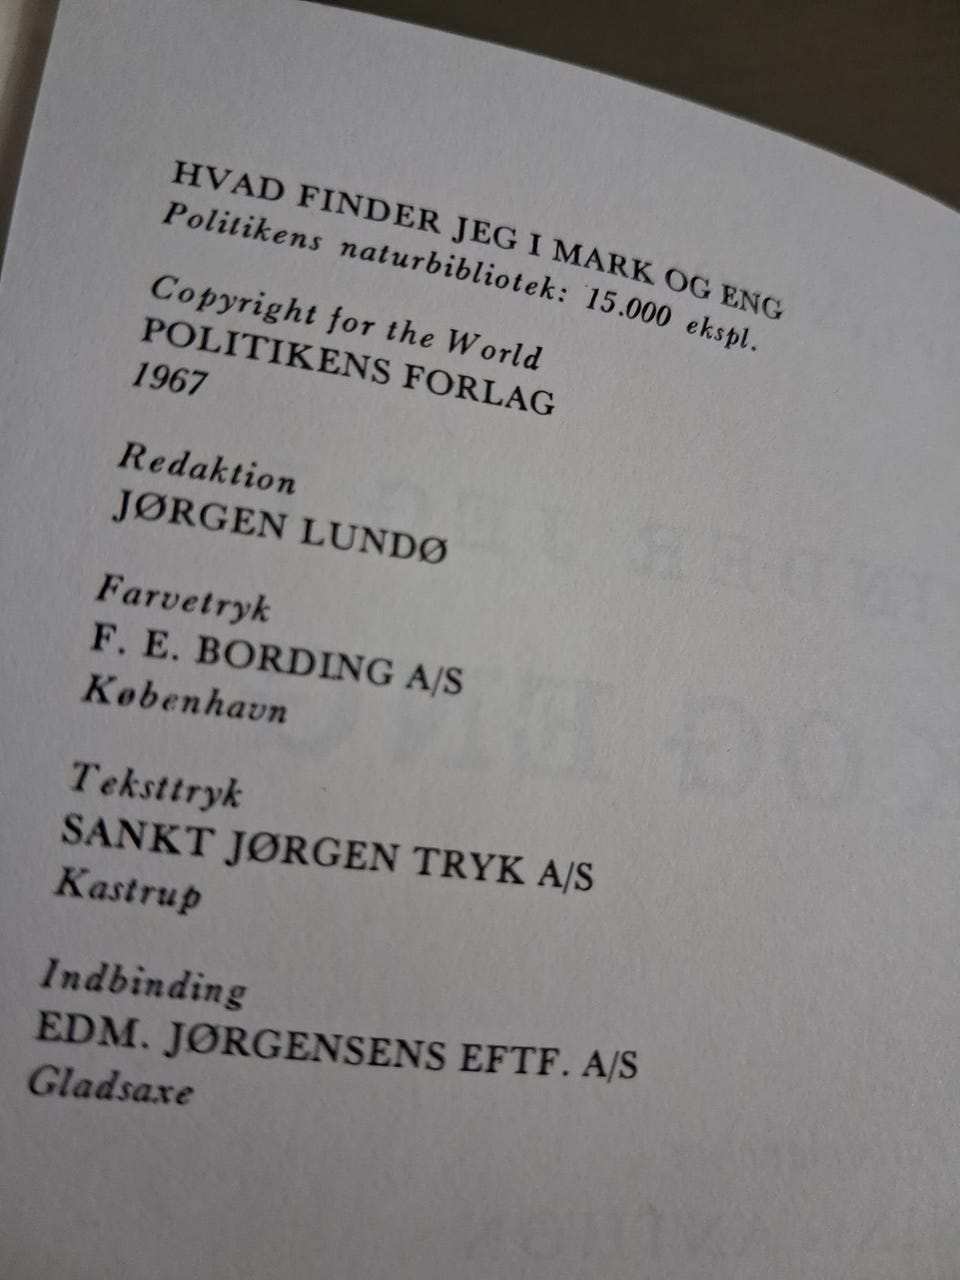 HVAD FINDER JEG I MARK OG ENG
Politikens naturbibliotek: 15.000 ekspl.
Copyright for the World
POLITIKENS FORLAG
1967
Redaktion
JØRGEN LUNDØ
Farvetryk
F. E. BORDING A/S
København
Teksttryk
SANKT JØRGEN TRYK A/S
Kastrup
Indbinding
EDM. JØRGENSENS EFTF. A/S
Gladsaxe